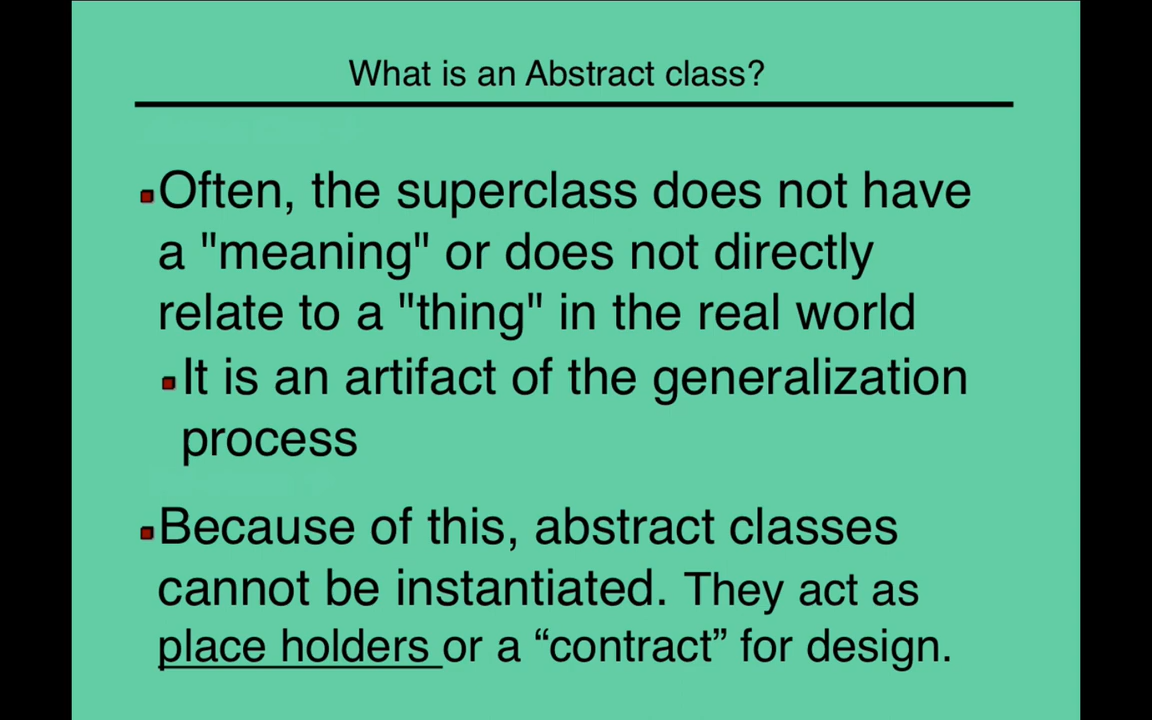 What is an Abstract class?
Often, the superclass does not have
a "meaning" or does not directly
relate to a "thing" in the real world
It is an artifact of the generalization
process
Because of this, abstract classes
cannot be instantiated. They act as
place holders or a “contract” for design.